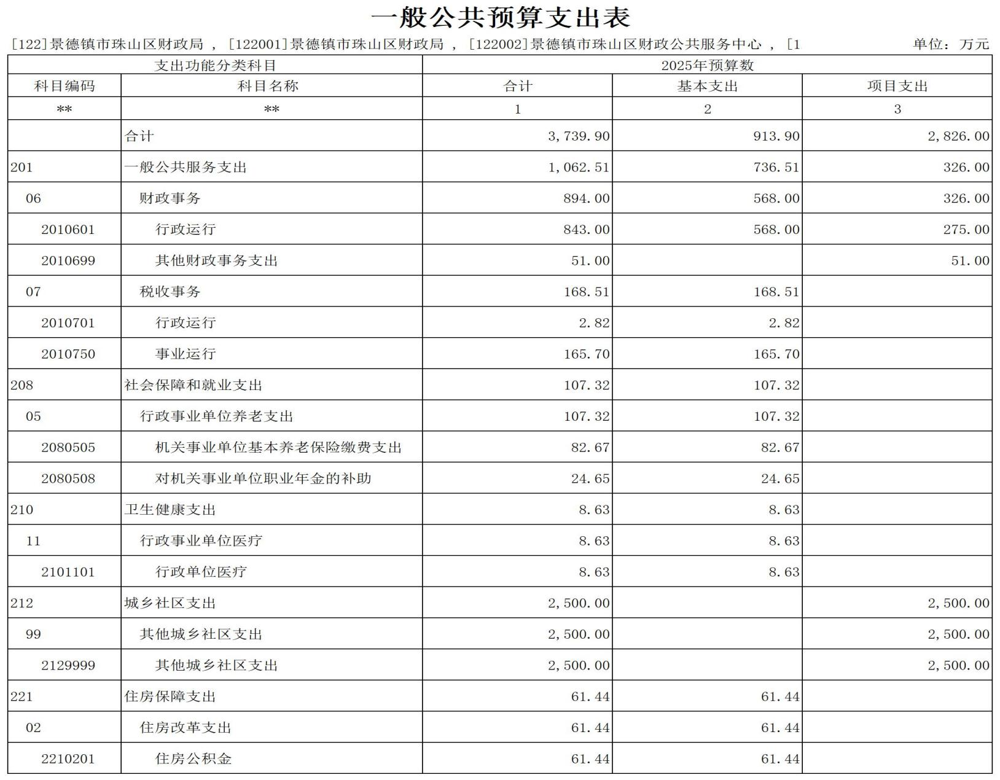 一般公共预算支出表
[122]景德镇市珠山区财政局 , [122001]景德镇市珠山区财政局 , [122002]景德镇市珠山区财政公共服务中心 , [1 单位：万元
支出功能分类科目 2025年预算数
科目编码 科目名称 合计 基本支出 项目支出
** ** 1 2 3
合计 3,739.90 913.90 2,826.00
201 一般公共服务支出 1,062.51 736.51 326.00
06 财政事务 894.00 568.00 326.00
2010601 行政运行 843.00 568.00 275.00
2010699 其他财政事务支出 51.00 51.00
07 税收事务 168.51 168.51
2010701 行政运行 2.82 2.82
2010750 事业运行 165.70 165.70
208 社会保障和就业支出 107.32 107.32
05 行政事业单位养老支出 107.32 107.32
2080505 机关事业单位基本养老保险缴费支出 82.67 82.67
2080508 对机关事业单位职业年金的补助 24.65 24.65
210 卫生健康支出 8.63 8.63
11 行政事业单位医疗 8.63 8.63
2101101 行政单位医疗 8.63 8.63
212 城乡社区支出 2,500.00 2,500.00
99 其他城乡社区支出 2,500.00 2,500.00
2129999 其他城乡社区支出 2,500.00 2,500.00
221 住房保障支出 61.44 61.44
02 住房改革支出 61.44 61.44
2210201 住房公积金 61.44 61.44